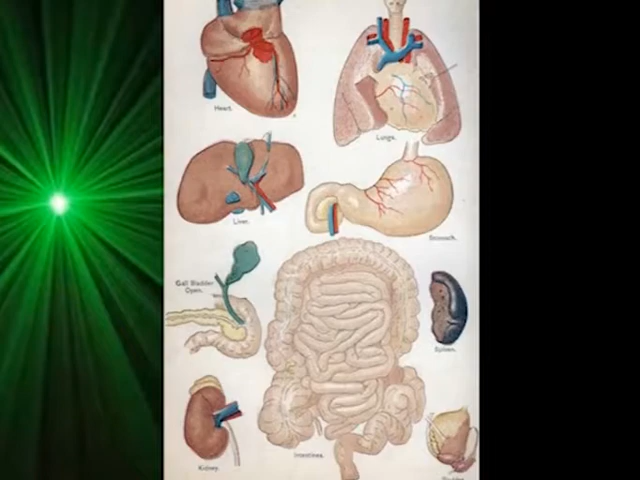 Heart.
Lungs.
Liver.
Stomach.
Gall Bladder
Open.
Spleen.
Kidney.
Intestines.